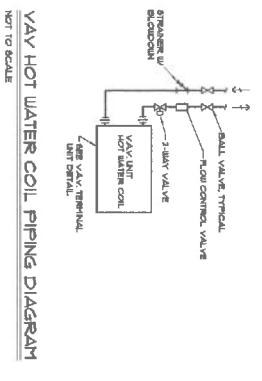 STRAINER W/
BLOWDOWN
BALL VALVE, TYPICAL
FLOW CONTROL VALVE
2-WAY VALVE
V.A.V. UNIT
HOT WATER COIL
SEE V.A.V. TERMINAL
UNIT DETAIL
VAV HOT WATER COIL PIPING DIAGRAM
NOT TO SCALE